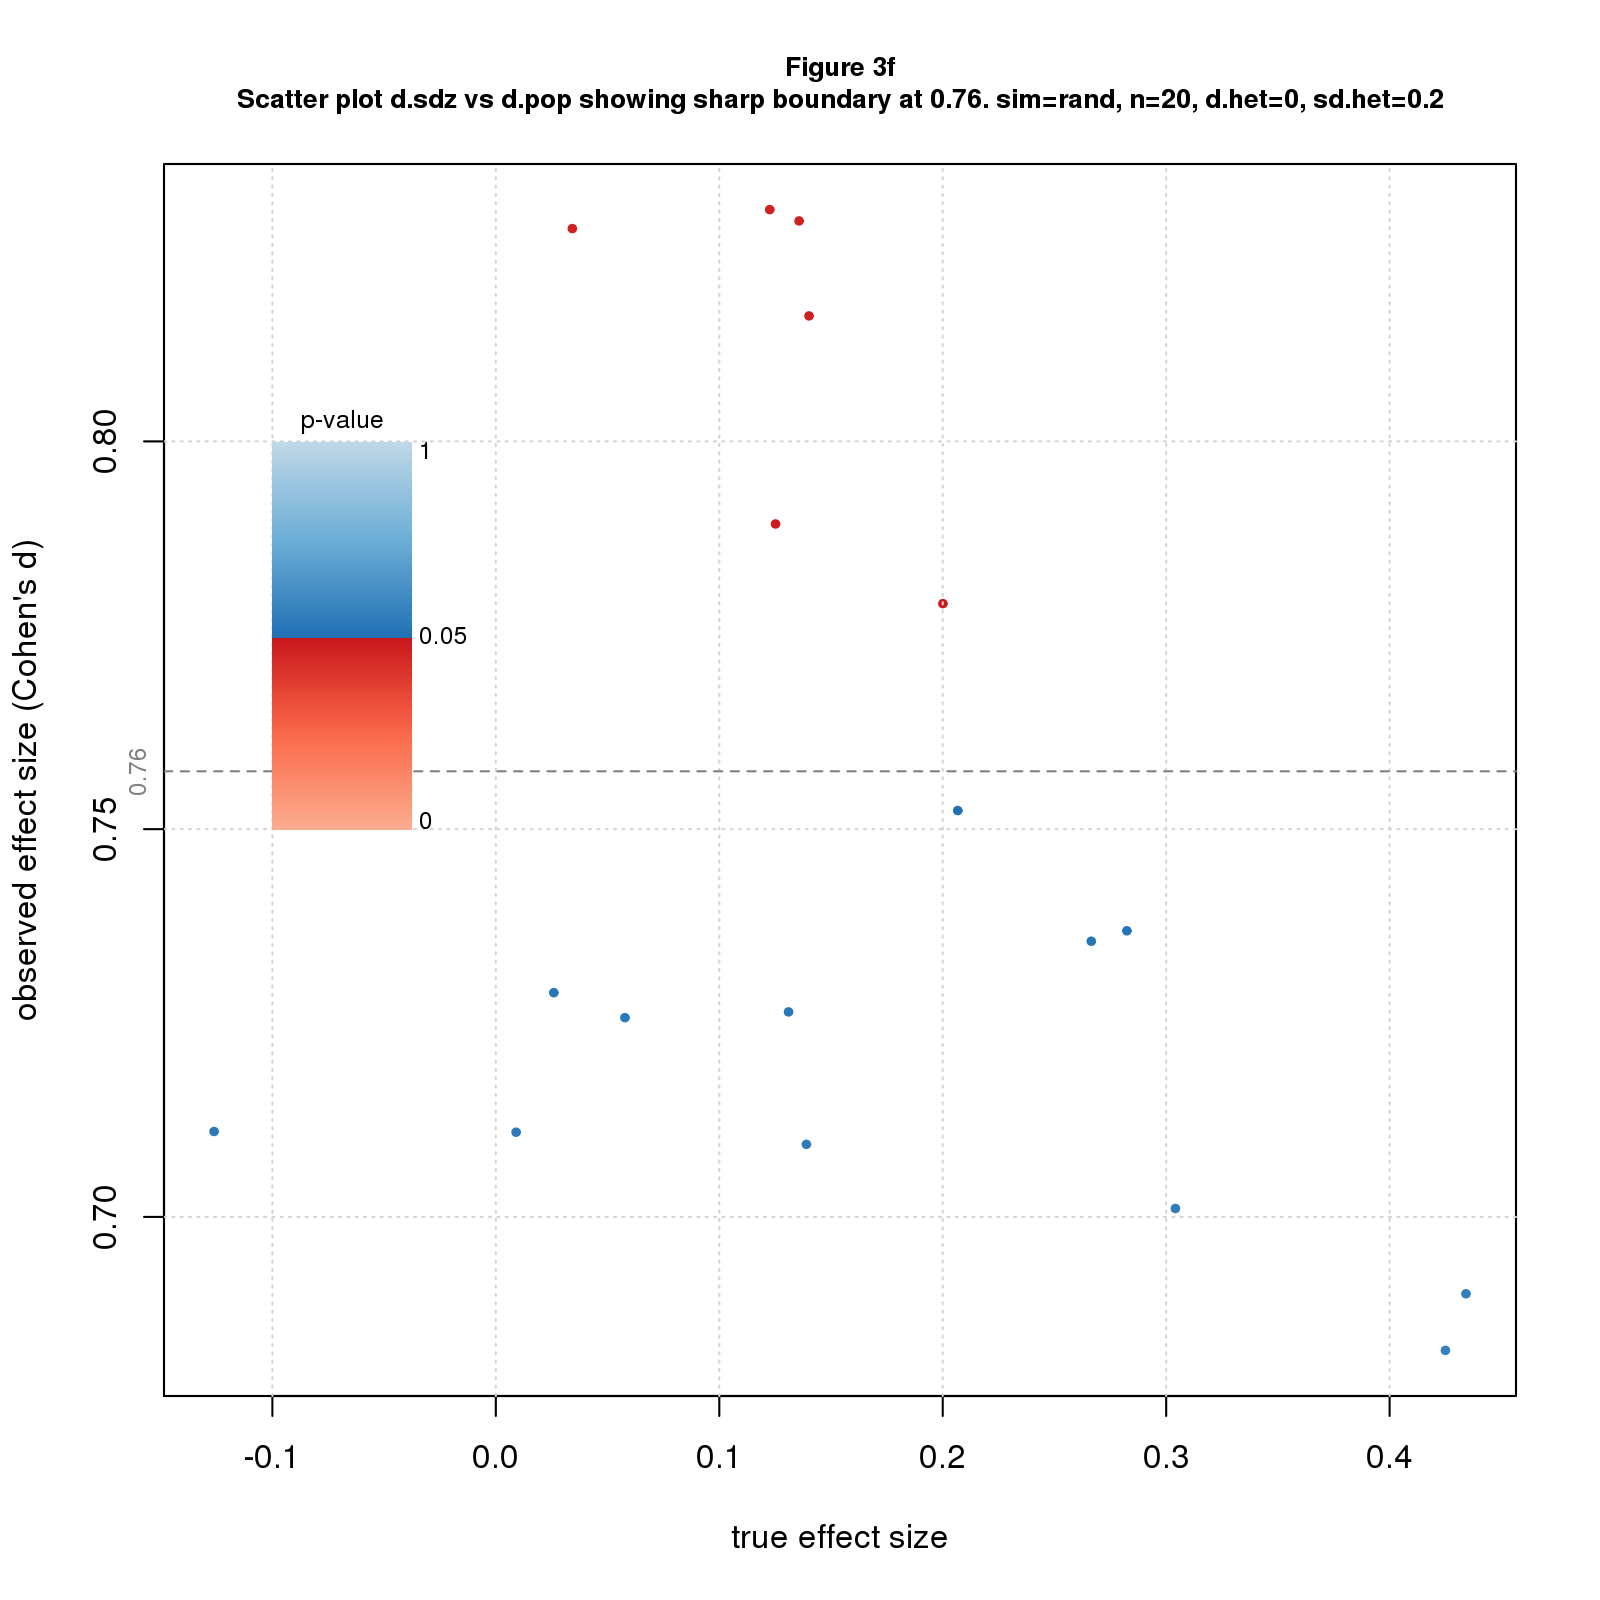 Figure 3f
Scatter plot d.sdz vs d.pop showing sharp boundary at 0.76. sim=rand, n=20, d.het=0, sd.het=0.2
observed effect size (Cohen's d)
0.80
0.75
0.70
0.76
p-value
1
0.05
0
-0.1 0.0 0.1 0.2 0.3 0.4
true effect size